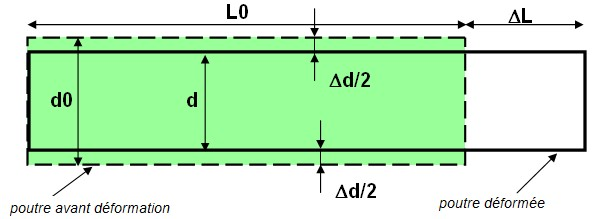 L0
ΔL
d0
d
Δd/2
Δd/2
poutre avant déformation
poutre déformée